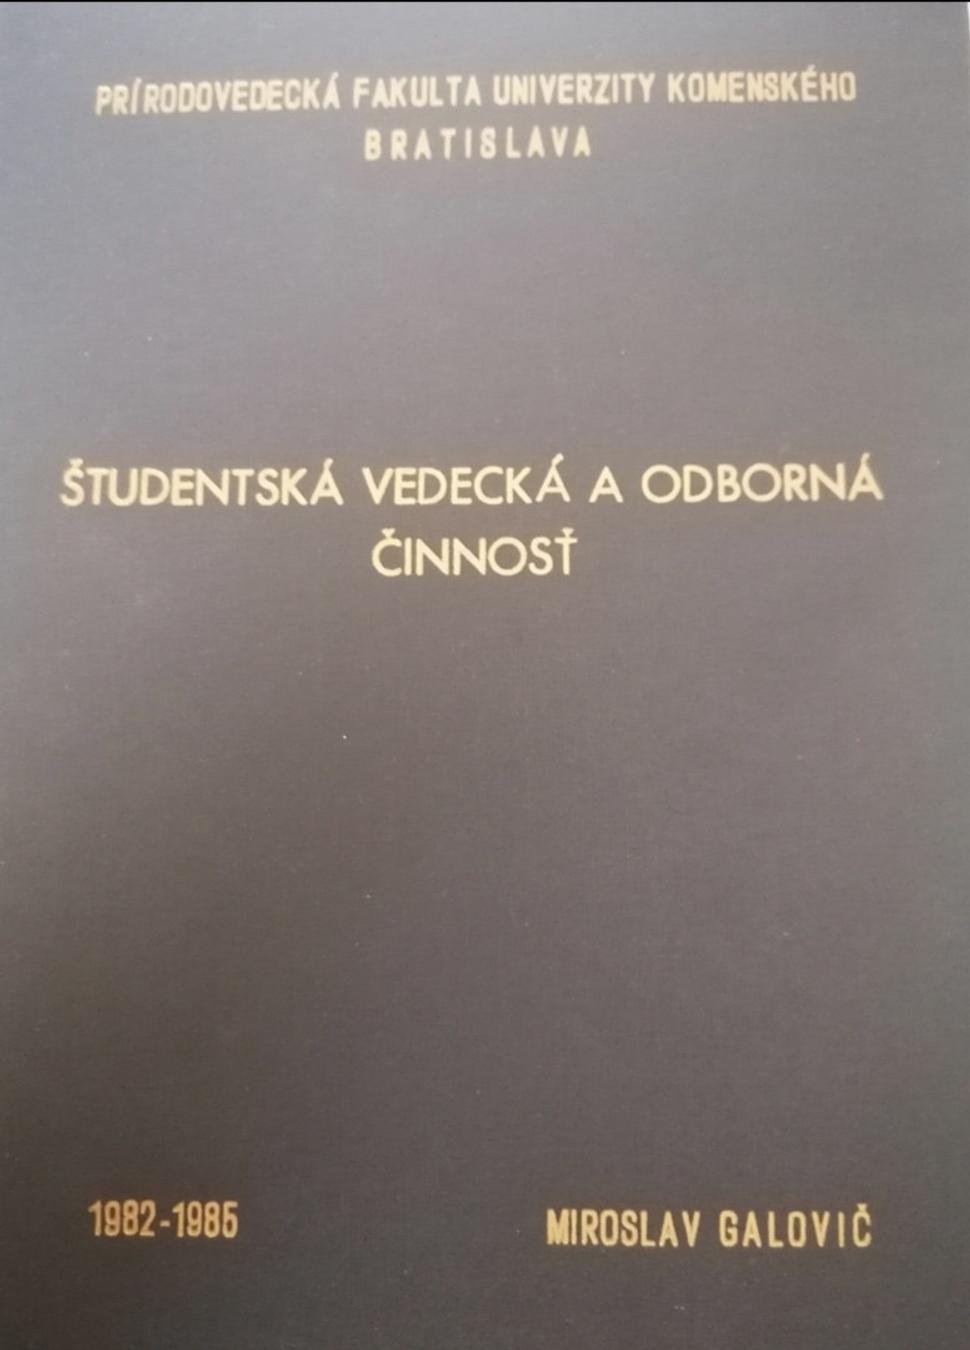 PRÍRODOVEDECKÁ FAKULTA UNIVERZITY KOMENSKÉHO
BRATISLAVA
ŠTUDENTSKÁ VEDECKÁ A ODBORNÁ
ČINNOSŤ
1982-1985 MIROSLAV GALOVIČ